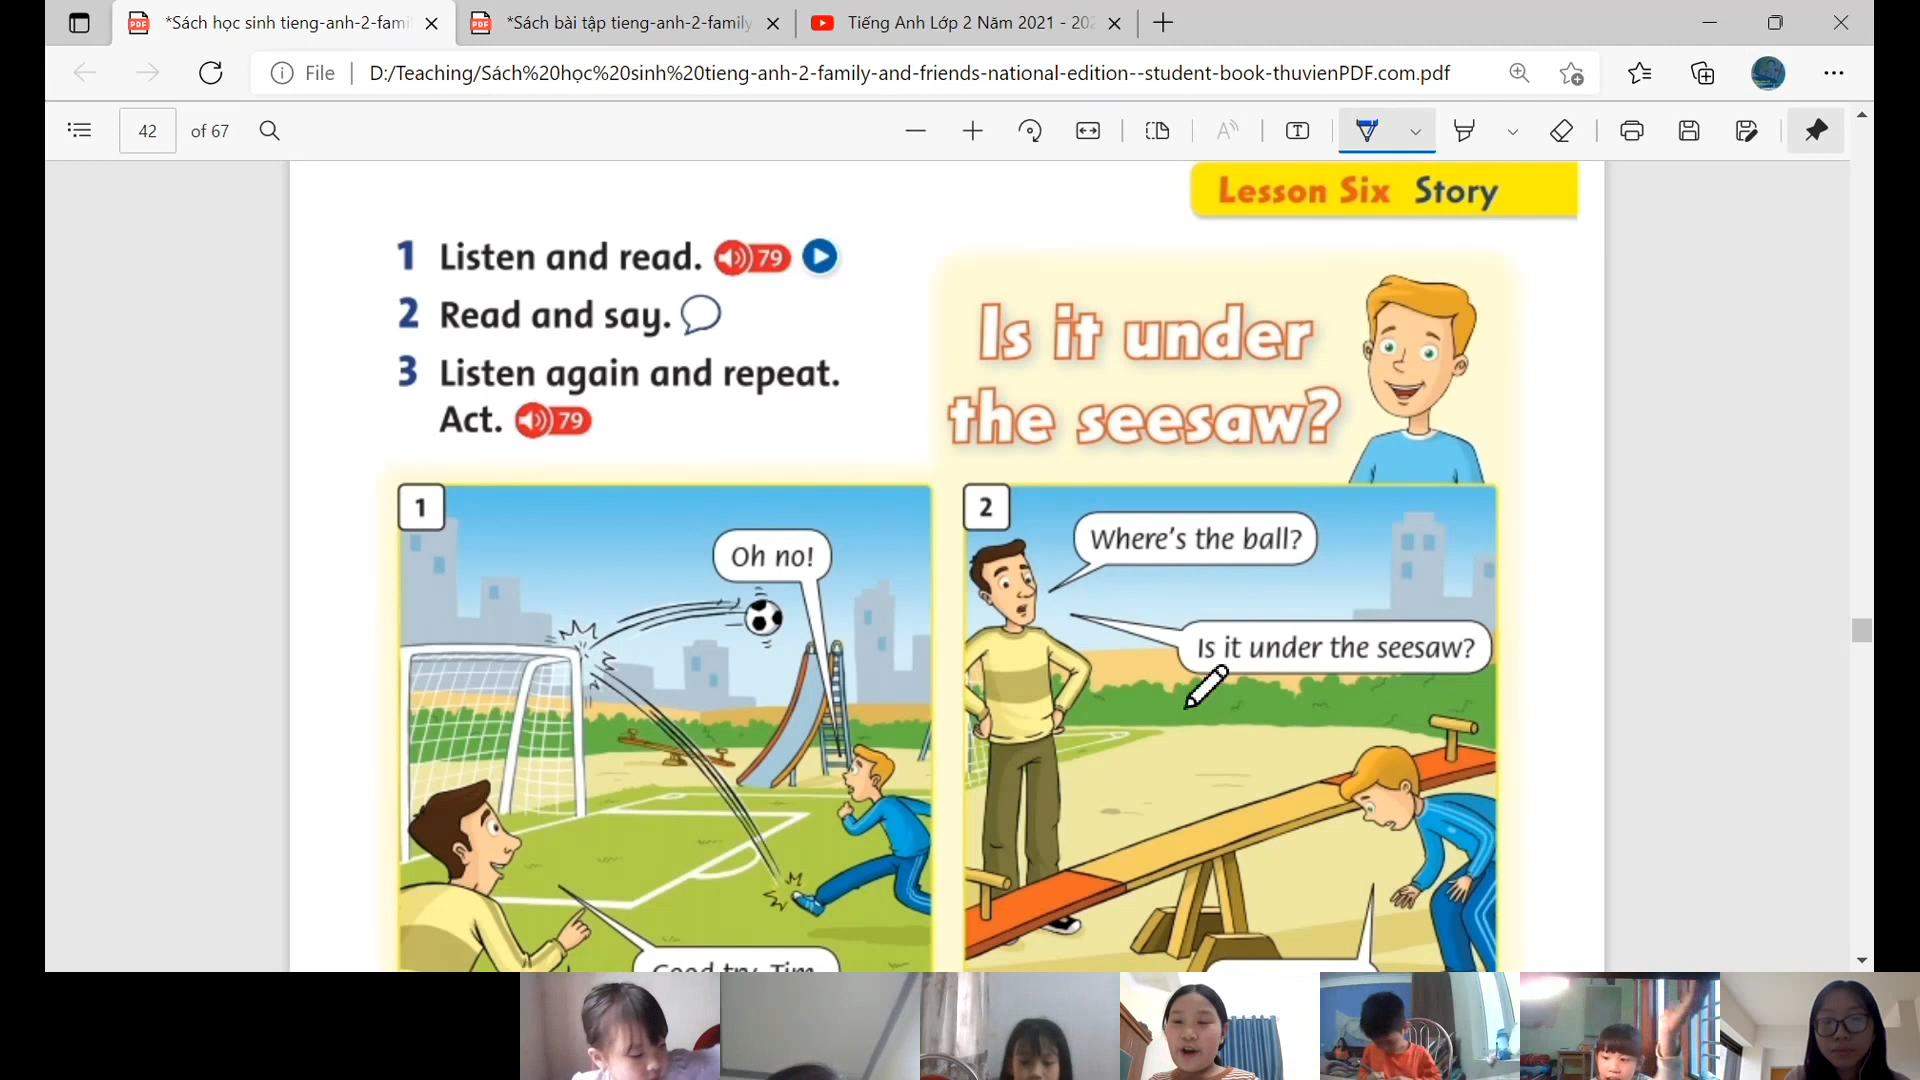 *Sách học sinh tieng-anh-2-fami
*Sách bài tập tieng-anh-2-family
Tiếng Anh Lớp 2 Năm 2021 - 202
File
D:/Teaching/Sách%20học%20sinh%20tieng-anh-2-family-and-friends-national-edition--student-book-thuvienPDF.com.pdf
42 of 67
Lesson Six Story
1 Listen and read. 79
2 Read and say.
3 Listen again and repeat.
Act. 79
Is it under
the seesaw?
1
Oh no!
Good try, Tim
2
Where's the ball?
Is it under the seesaw?